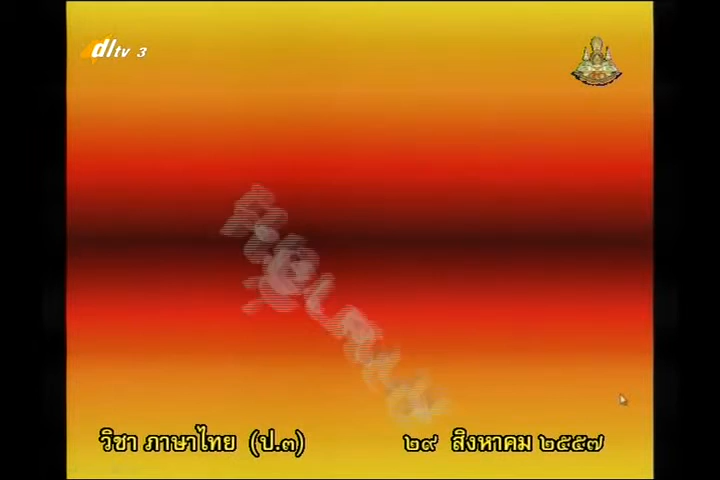 dltv 3
วิชา ภาษาไทย (ป.๓)
๒๙ สิงหาคม ๒๕๕๗